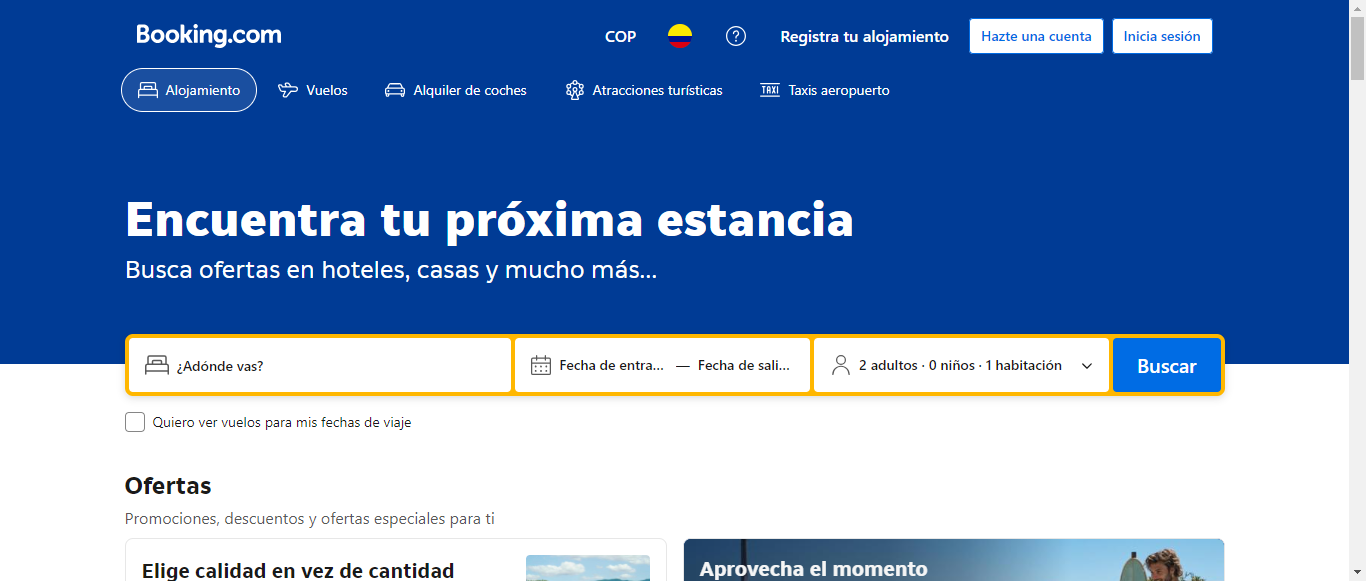 Booking.com
COP
Registra tu alojamiento
Hazte una cuenta
Inicia sesión
Alojamiento
Vuelos
Alquiler de coches
Atracciones turísticas
TAXI
Taxis aeropuerto
Encuentra tu próxima estancia
Busca ofertas en hoteles, casas y mucho más...
¿Adónde vas?
Fecha de entra... — Fecha de sali...
2 adultos · 0 niños · 1 habitación
Buscar
Quiero ver vuelos para mis fechas de viaje
Ofertas
Promociones, descuentos y ofertas especiales para ti
Elige calidad en vez de cantidad
Aprovecha el momento